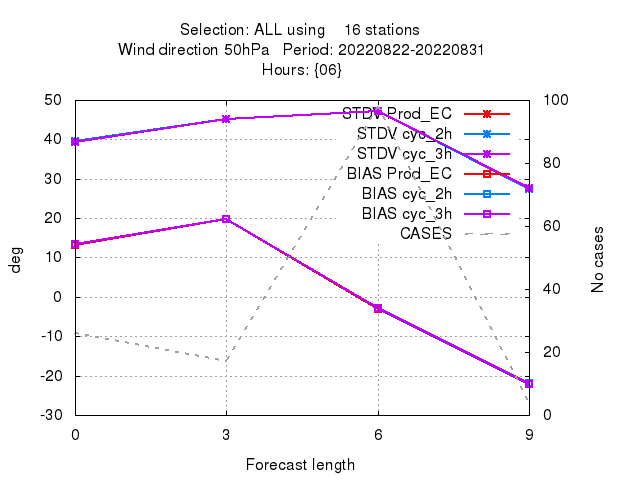 Selection: ALL using 16 stations
Wind direction 50hPa Period: 20220822-20220831
Hours: {06}
50 100
STDV Prod_EC
STDV cyc_2h
40
80
STDV cyc_3h
30
BIAS Prod_EC
BIAS cyc_2h
20
BIAS cyc_3h
60
CASES
deg
10
No cases
0
40
-10
20
-20
-30 0
0 3 6 9
Forecast length